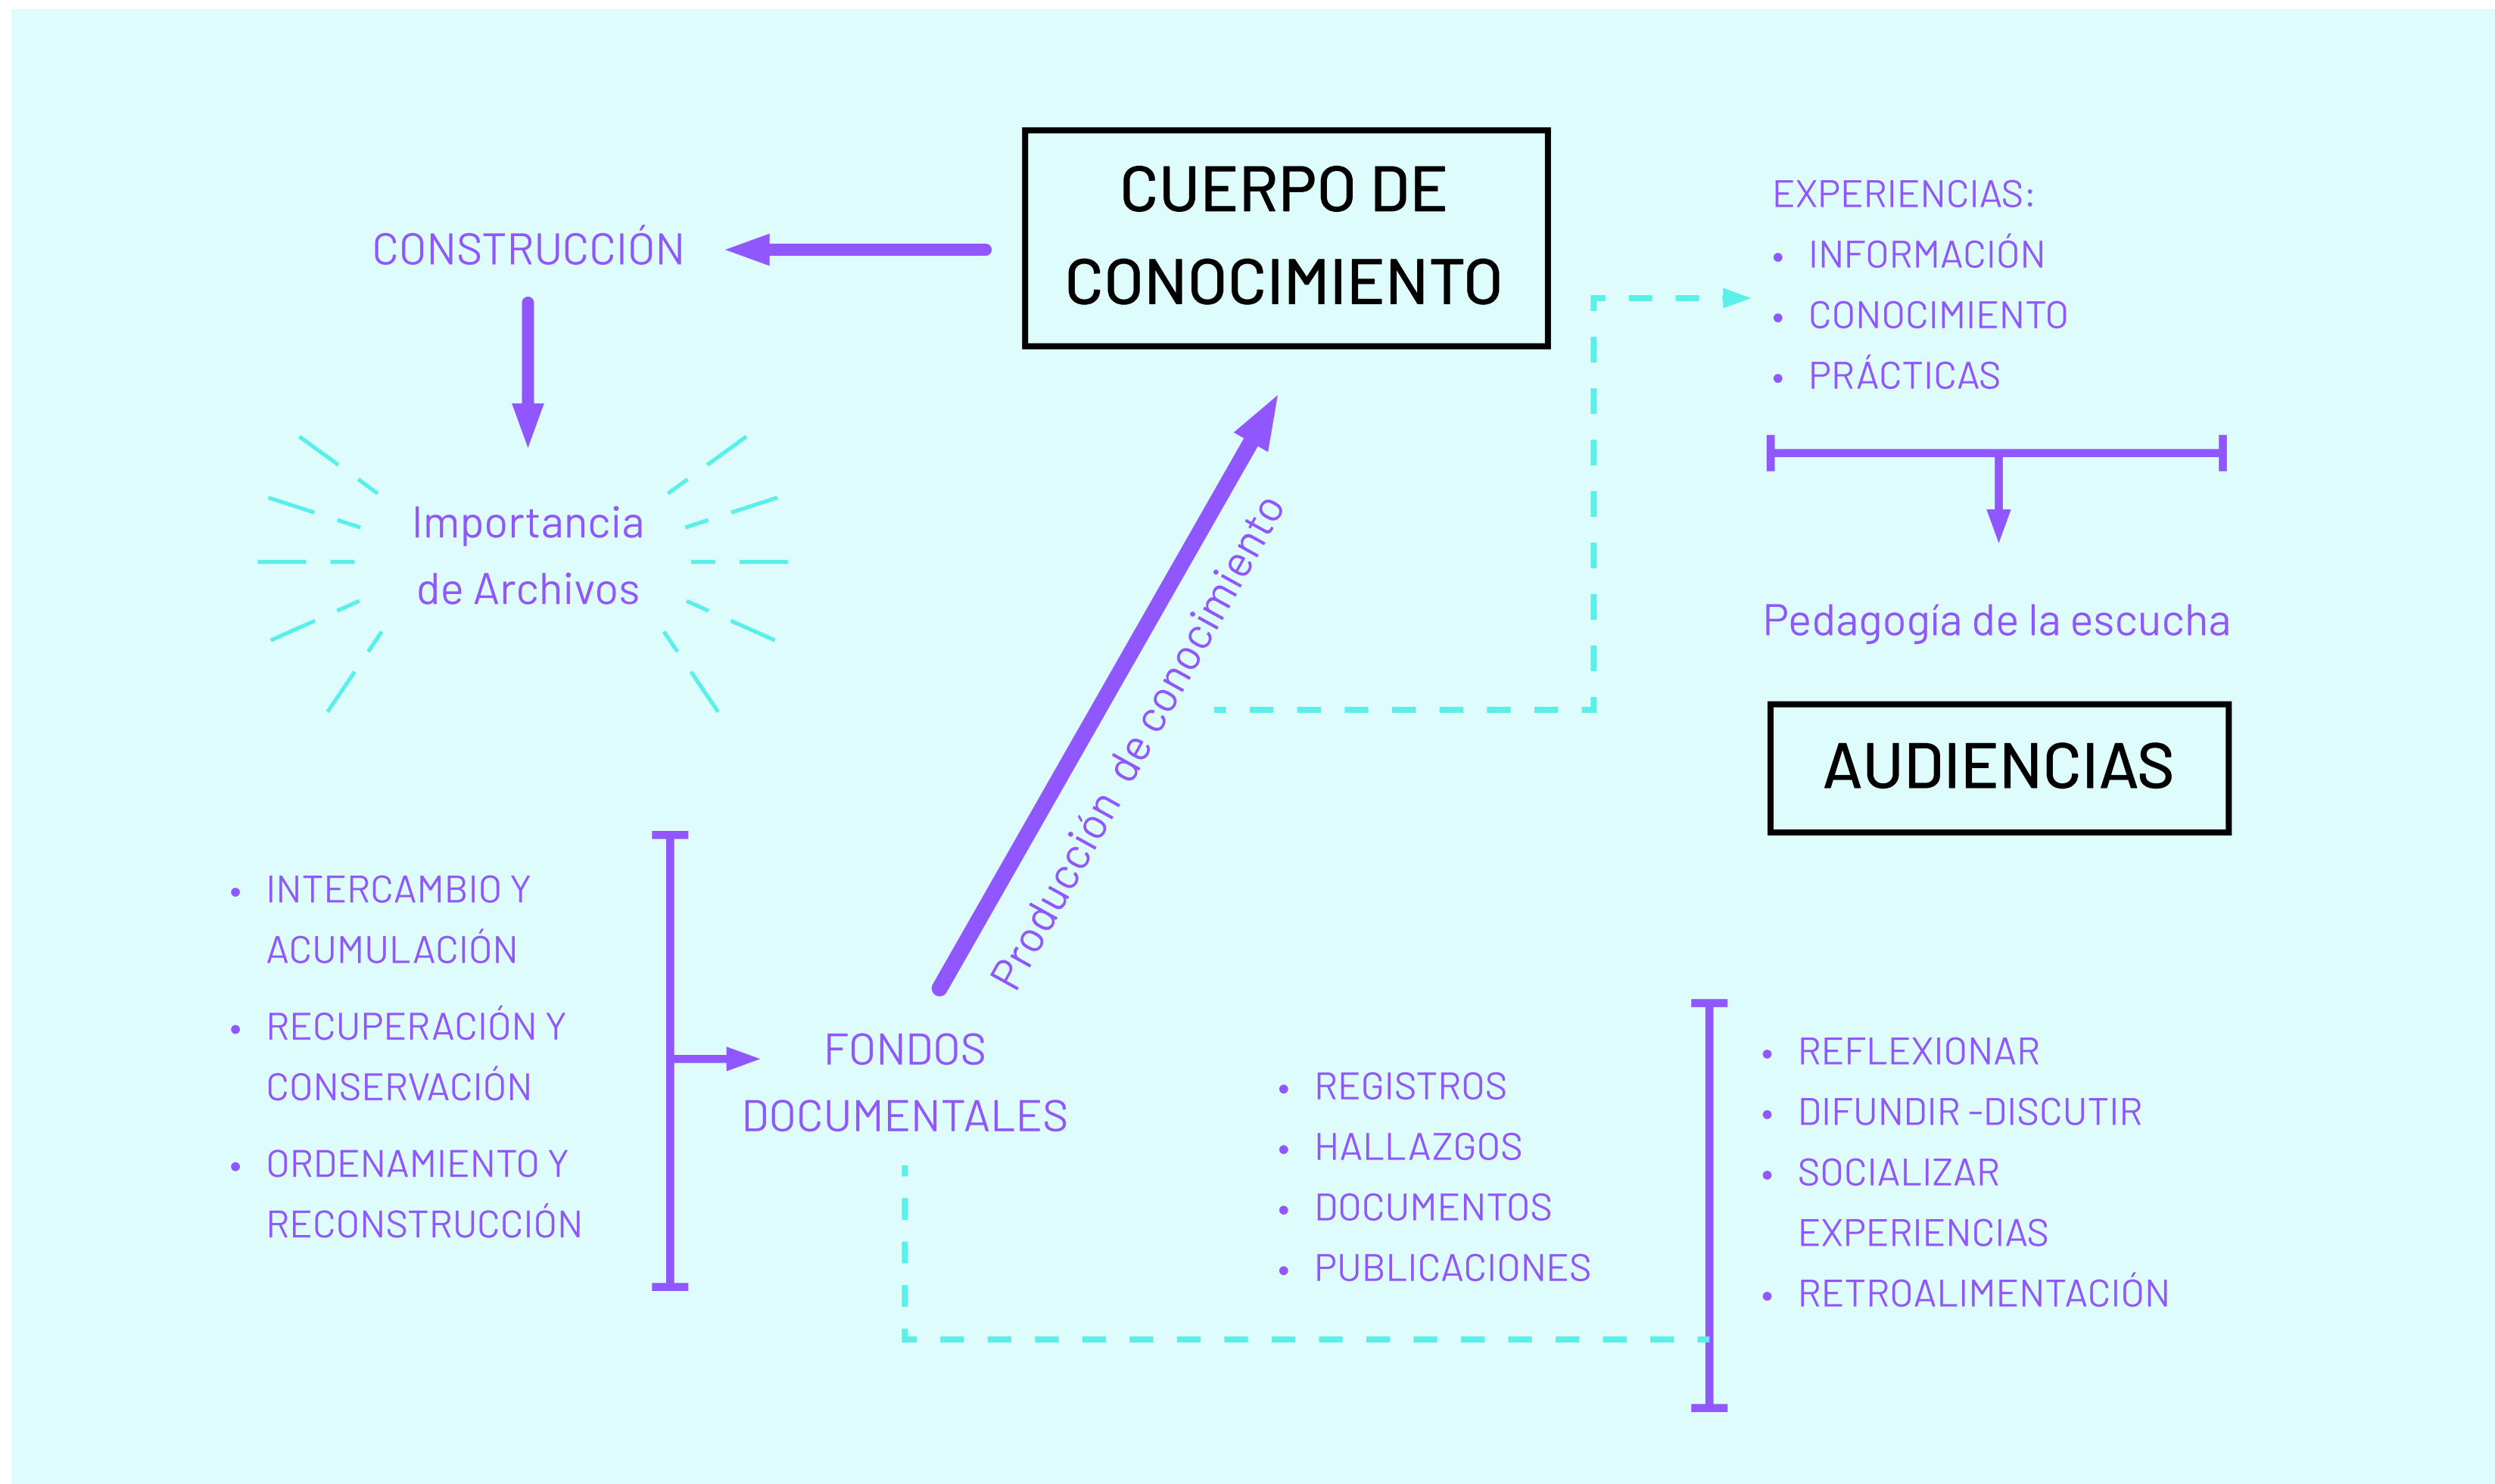 CUERPO DE
CONOCIMIENTO
CONSTRUCCIÓN
Importancia
de Archivos
EXPERIENCIAS:
• INFORMACIÓN
• CONOCIMIENTO
• PRÁCTICAS
Pedagogía de la escucha
AUDIENCIAS
Producción de conocimiento
• INTERCAMBIO Y
ACUMULACIÓN
• RECUPERACIÓN Y
CONSERVACIÓN
• ORDENAMIENTO Y
RECONSTRUCCIÓN
FONDOS
DOCUMENTALES
• REGISTROS
• HALLAZGOS
• DOCUMENTOS
• PUBLICACIONES
• REFLEXIONAR
• DIFUNDIR -DISCUTIR
• SOCIALIZAR
EXPERIENCIAS
• RETROALIMENTACIÓN